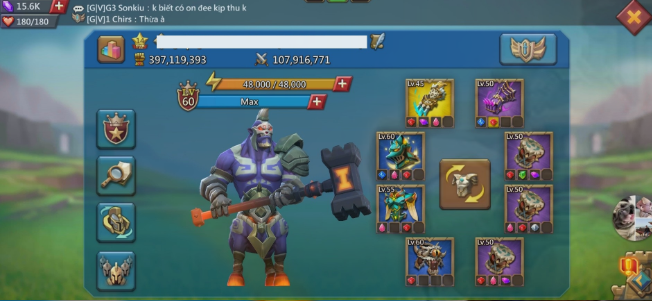 15.6K
[G[V]G3 Sonkiu : k biết có on đee kịp thu k
180/180
[G[V]1 Chirs : Thừa à
397,119,393
107,916,771
LV
60
48,000 / 48,000
Max
Lv.45
Lv.50
Lv.60
Lv.50
Lv.55
Lv.50
Lv.60
Lv.50